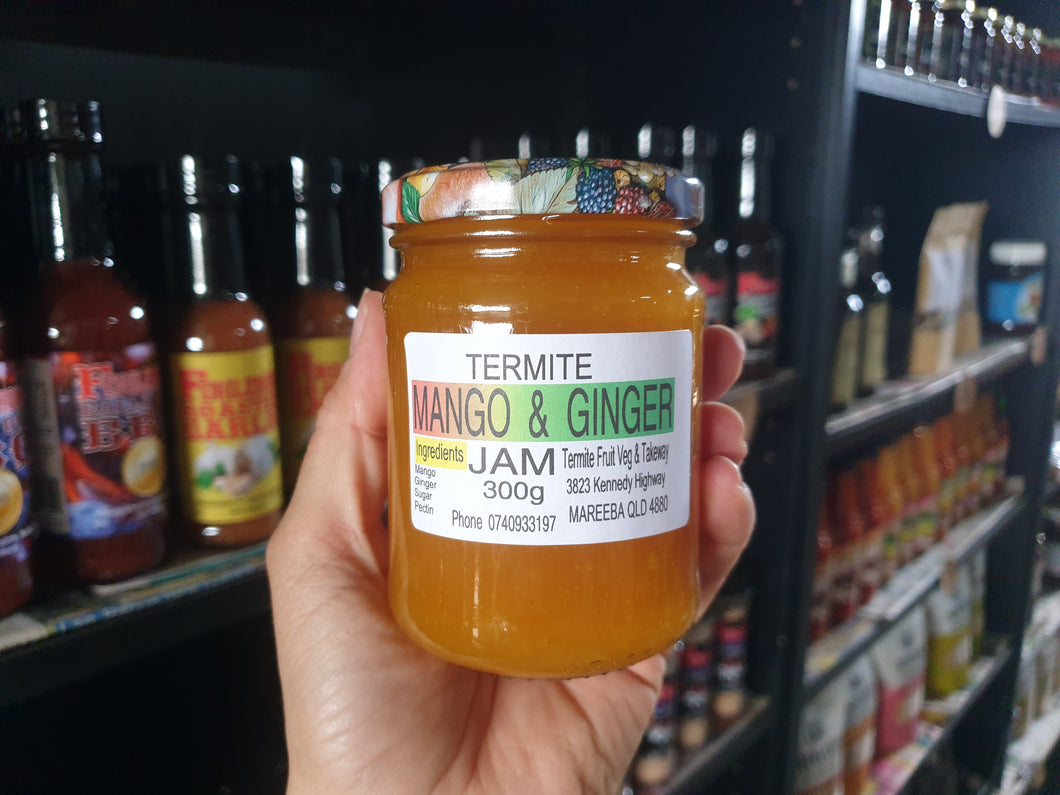 TERMITE
MANGO & GINGER
JAM
300g
Ingredients
Mango
Ginger
Sugar
Pectin
Termite Fruit Veg & Takeway
3823 Kennedy Highway
MAREEBA QLD 4880
Phone 0740933197